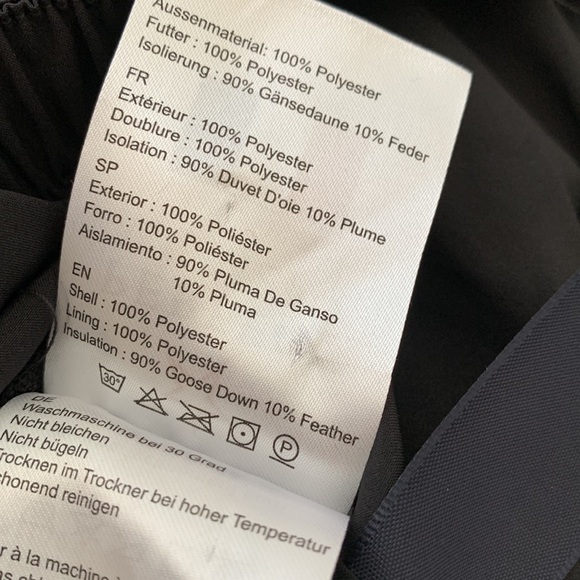 Aussenmaterial: 100% Polyester
Futter : 100% Polyester
Isolierung : 90% Gänsedaune 10% Feder
FR
Extérieur : 100% Polyester
Doublure : 100% Polyester
Isolation : 90% Duvet D'oie 10% Plume
SP
Exterior : 100% Poliéster
Forro : 100% Poliéster
Aislamiento : 90% Pluma De Ganso
10% Pluma
EN
Shell : 100% Polyester
Lining : 100% Polyester
Insulation : 90% Goose Down 10% Feather
30° P
DE
Waschmaschine bei 30 Grad
Nicht bleichen
Nicht bügeln
Trocknen im Trockner bei hoher Temperatur
chonend reinigen
r à la machine